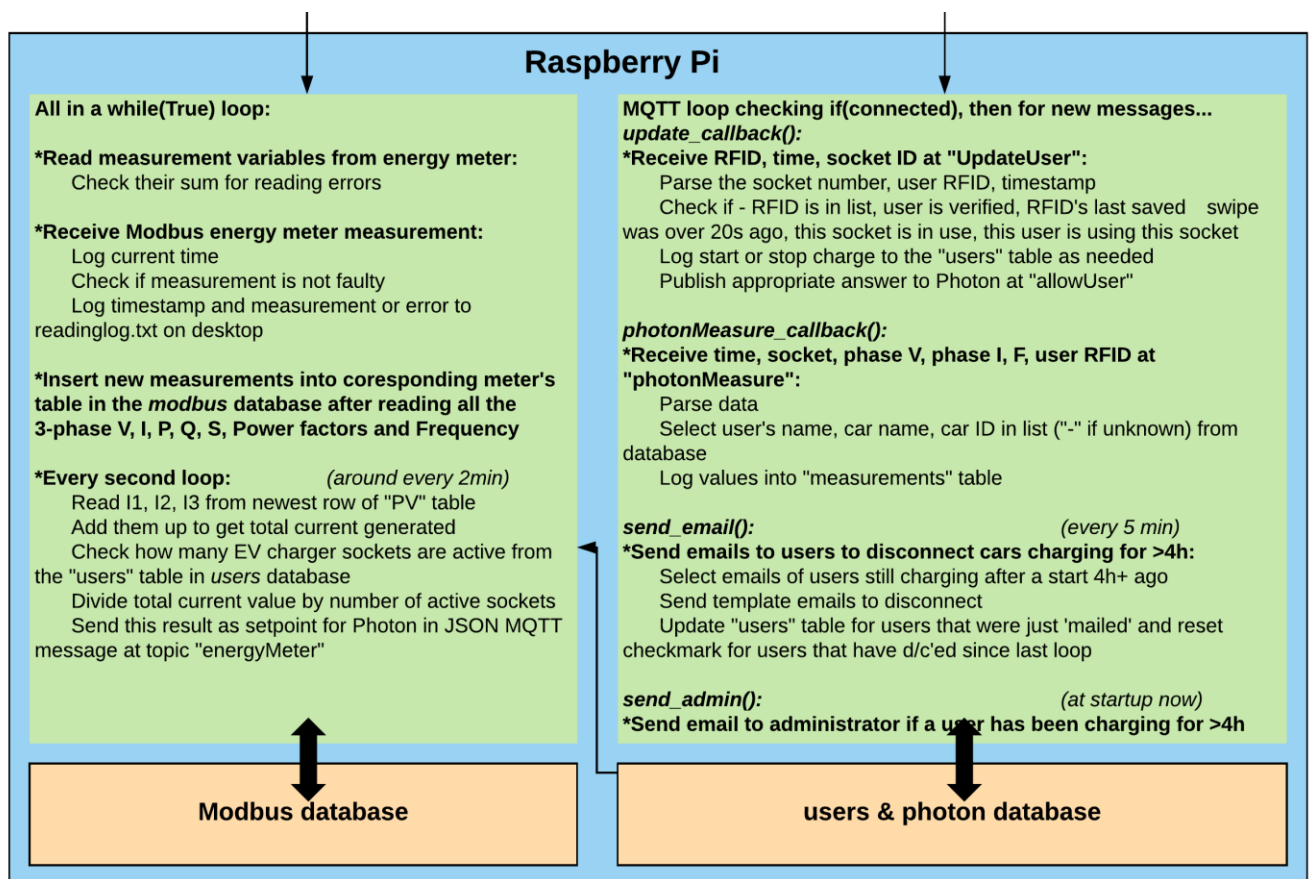 Raspberry Pi
All in a while(True) loop:
*Read measurement variables from energy meter:
Check their sum for reading errors
*Receive Modbus energy meter measurement:
Log current time
Check if measurement is not faulty
Log timestamp and measurement or error to
readinglog.txt on desktop
*Insert new measurements into coresponding meter's
table in the modbus database after reading all the
3-phase V, I, P, Q, S, Power factors and Frequency
*Every second loop: (around every 2min)
Read I1, I2, I3 from newest row of "PV" table
Add them up to get total current generated
Check how many EV charger sockets are active from
the "users" table in users database
Divide total current value by number of active sockets
Send this result as setpoint for Photon in JSON MQTT
message at topic "energyMeter"
MQTT loop checking if(connected), then for new messages...
update_callback():
*Receive RFID, time, socket ID at "UpdateUser":
Parse the socket number, user RFID, timestamp
Check if - RFID is in list, user is verified, RFID's last saved swipe
was over 20s ago, this socket is in use, this user is using this socket
Log start or stop charge to the "users" table as needed
Publish appropriate answer to Photon at "allowUser"
photonMeasure_callback():
*Receive time, socket, phase V, phase I, F, user RFID at
"photonMeasure":
Parse data
Select user's name, car name, car ID in list ("-" if unknown) from
database
Log values into "measurements" table
send_email(): (every 5 min)
*Send emails to users to disconnect cars charging for >4h:
Select emails of users still charging after a start 4h+ ago
Send template emails to disconnect
Update "users" table for users that were just 'mailed' and reset
checkmark for users that have d/c'ed since last loop
send_admin(): (at startup now)
*Send email to administrator if a user has been charging for >4h
Modbus database
users & photon database